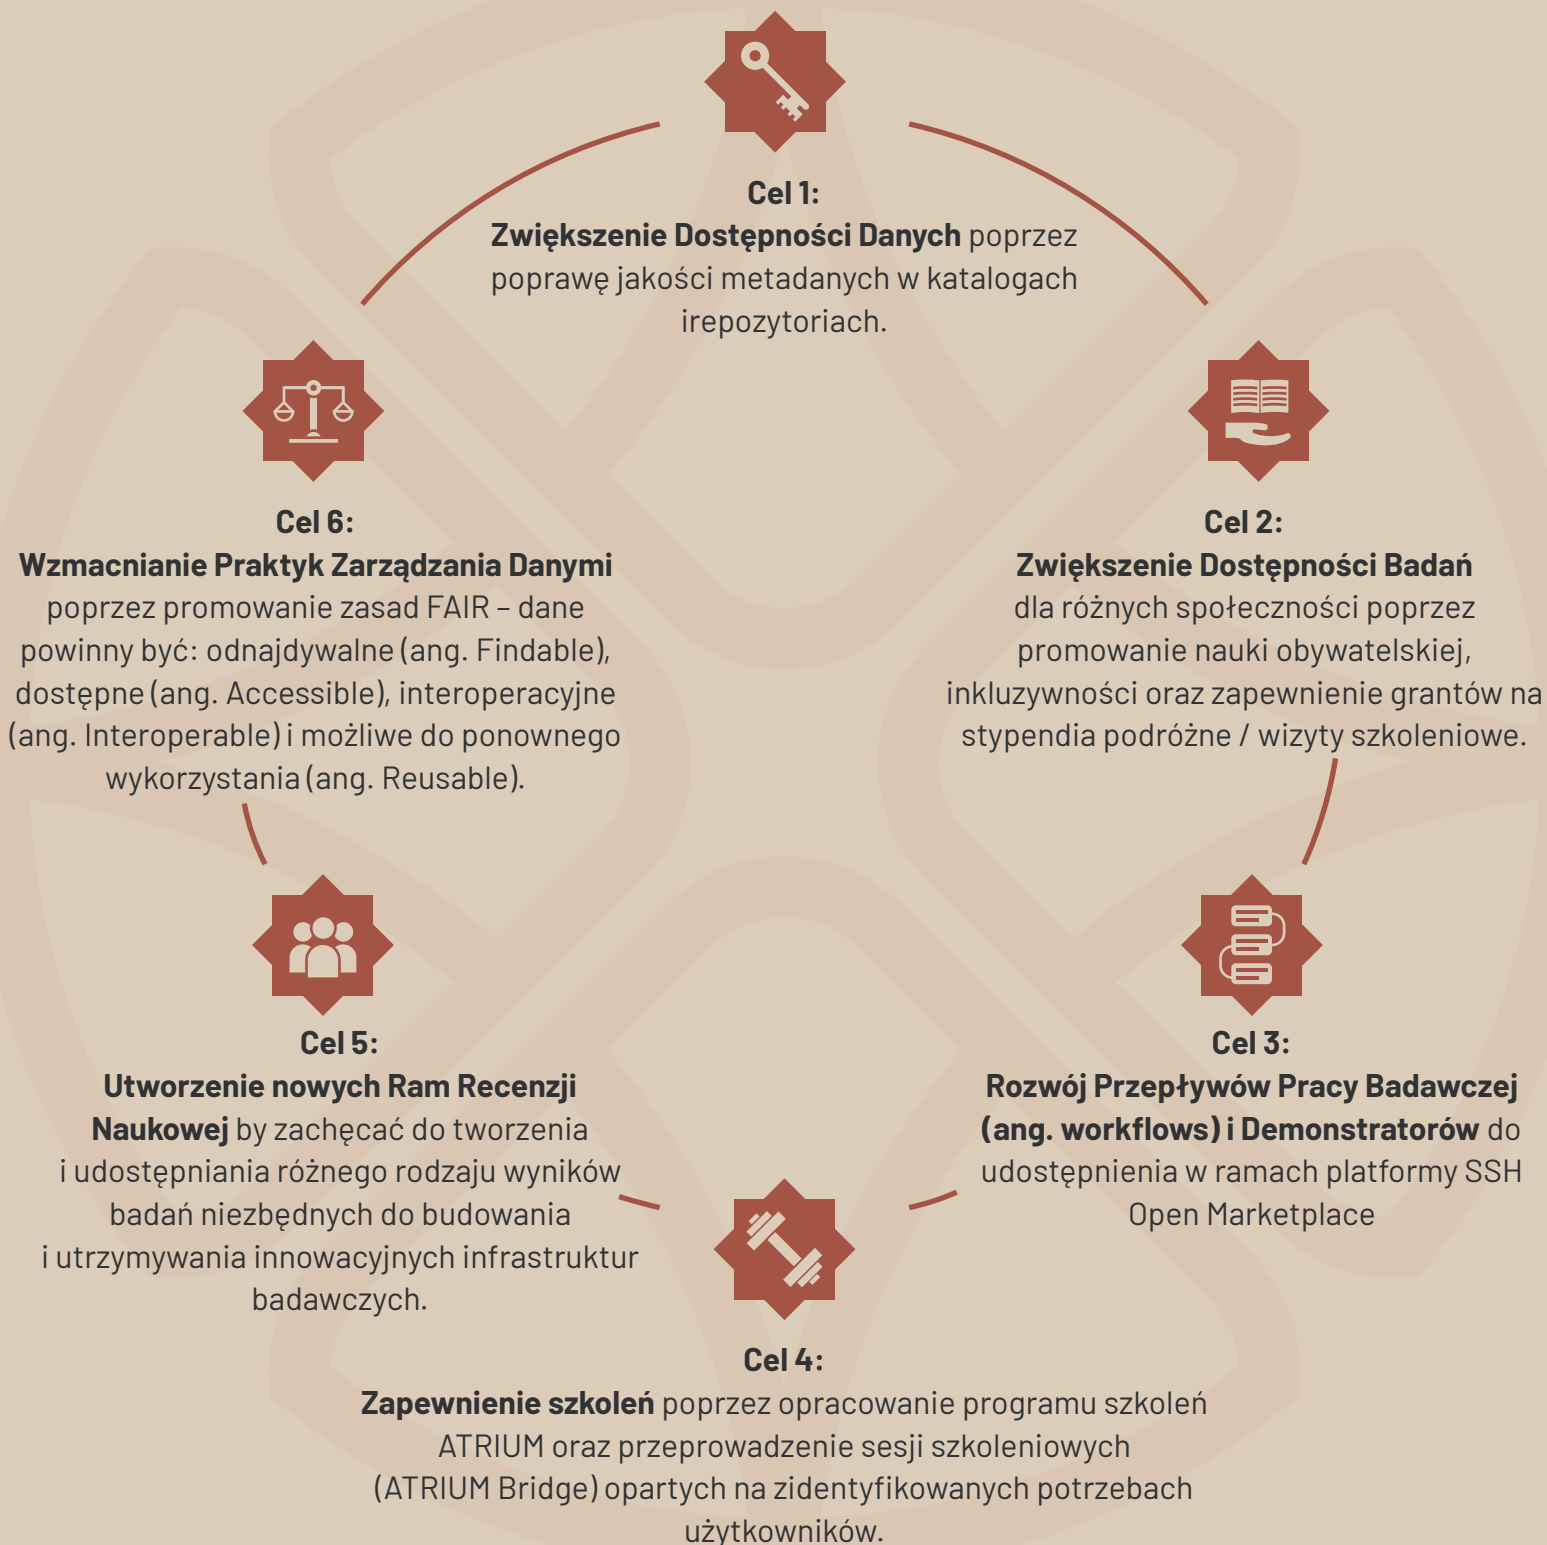 Cel 1:
Zwiększenie Dostępności Danych poprzez
poprawę jakości metadanych w katalogach
irepozytoriach.
Cel 2:
Zwiększenie Dostępności Badań
dla różnych społeczności poprzez
promowanie nauki obywatelskiej,
inkluzywności oraz zapewnienie grantów na
stypendia podróżne / wizyty szkoleniowe.
Cel 3:
Rozwój Przepływów Pracy Badawczej
(ang. workflows) i Demonstratorów do
udostępnienia w ramach platformy SSH
Open Marketplace
Cel 4:
Zapewnienie szkoleń poprzez opracowanie programu szkoleń
ATRIUM oraz przeprowadzenie sesji szkoleniowych
(ATRIUM Bridge) opartych na zidentyfikowanych potrzebach
użytkowników.
Cel 5:
Utworzenie nowych Ram Recenzji
Naukowej by zachęcać do tworzenia
i udostępniania różnego rodzaju wyników
badań niezbędnych do budowania
i utrzymywania innowacyjnych infrastruktur
badawczych.
Cel 6:
Wzmacnianie Praktyk Zarządzania Danymi
poprzez promowanie zasad FAIR – dane
powinny być: odnajdywalne (ang. Findable),
dostępne (ang. Accessible), interoperacyjne
(ang. Interoperable) i możliwe do ponownego
wykorzystania (ang. Reusable).